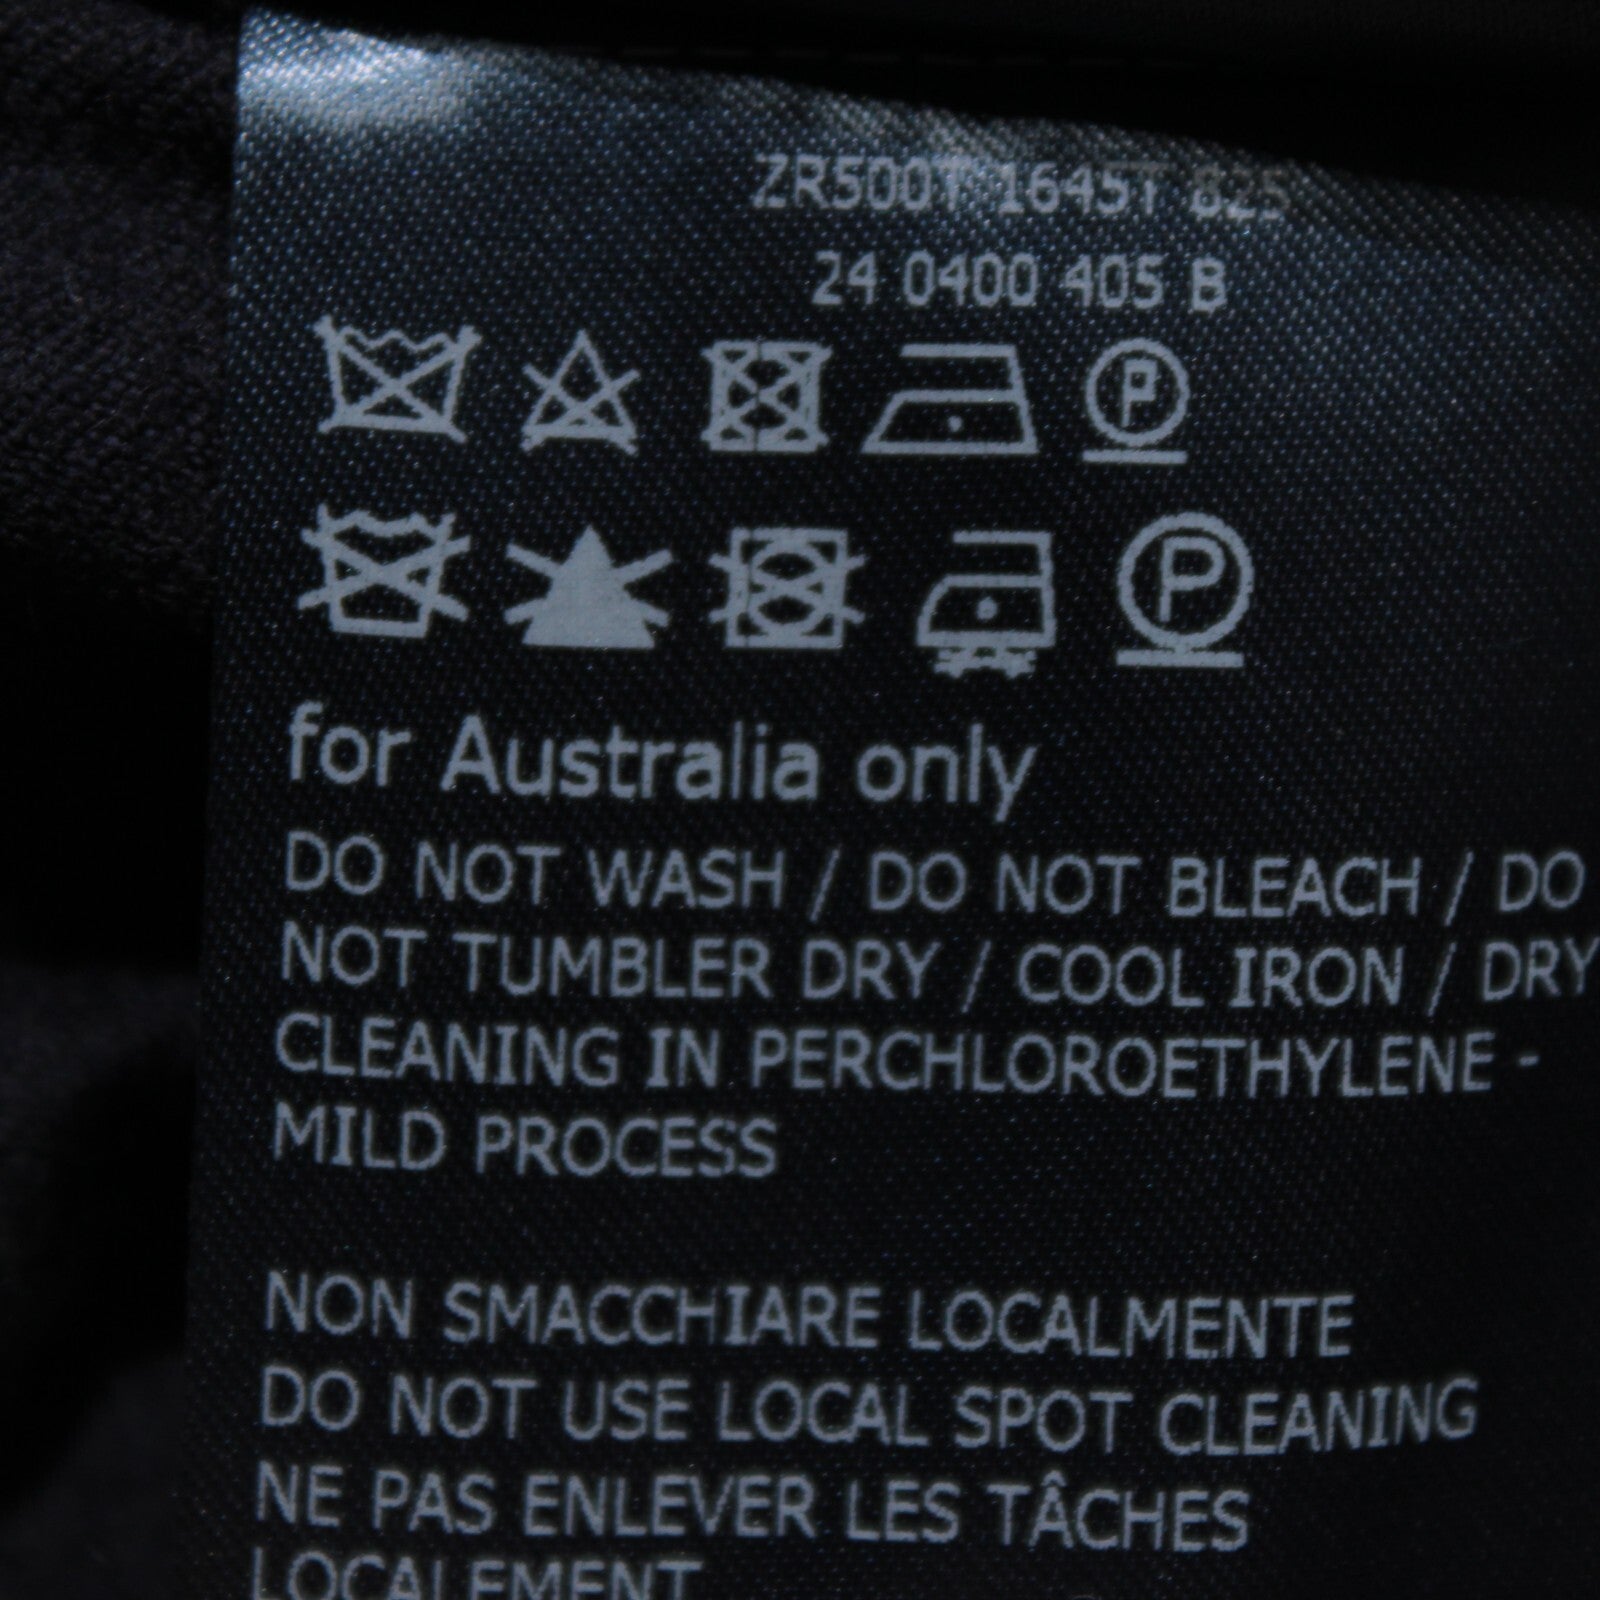 ZR500T 1645T 825
24 0400 405 B
P
P
for Australia only
DO NOT WASH / DO NOT BLEACH / DO
NOT TUMBLER DRY / COOL IRON / DRY
CLEANING IN PERCHLOROETHYLENE -
MILD PROCESS
NON SMACCHIARE LOCALMENTE
DO NOT USE LOCAL SPOT CLEANING
NE PAS ENLEVER LES TÂCHES
LOCALEMENT